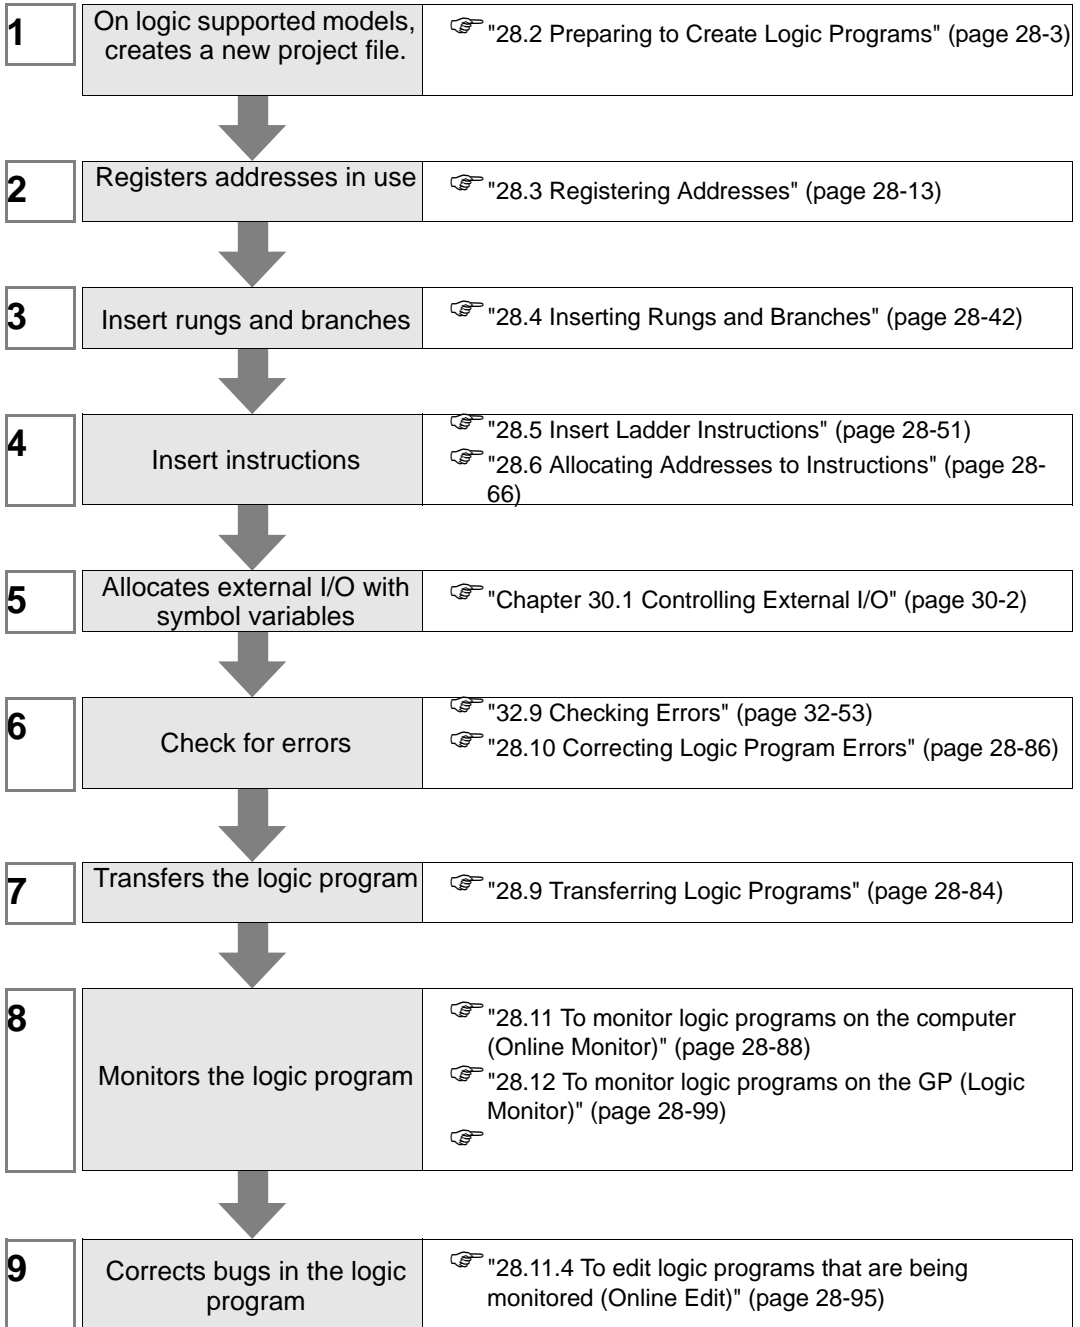 1
On logic supported models,
creates a new project file.
"28.2 Preparing to Create Logic Programs" (page 28-3)
2
Registers addresses in use
"28.3 Registering Addresses" (page 28-13)
3
Insert rungs and branches
"28.4 Inserting Rungs and Branches" (page 28-42)
4
Insert instructions
"28.5 Insert Ladder Instructions" (page 28-51)
"28.6 Allocating Addresses to Instructions" (page 28-
66)
5
Allocates external I/O with
symbol variables
"Chapter 30.1 Controlling External I/O" (page 30-2)
6
Check for errors
"32.9 Checking Errors" (page 32-53)
"28.10 Correcting Logic Program Errors" (page 28-86)
7
Transfers the logic program
"28.9 Transferring Logic Programs" (page 28-84)
8
Monitors the logic program
"28.11 To monitor logic programs on the computer
(Online Monitor)" (page 28-88)
"28.12 To monitor logic programs on the GP (Logic
Monitor)" (page 28-99)
9
Corrects bugs in the logic
program
"28.11.4 To edit logic programs that are being
monitored (Online Edit)" (page 28-95)